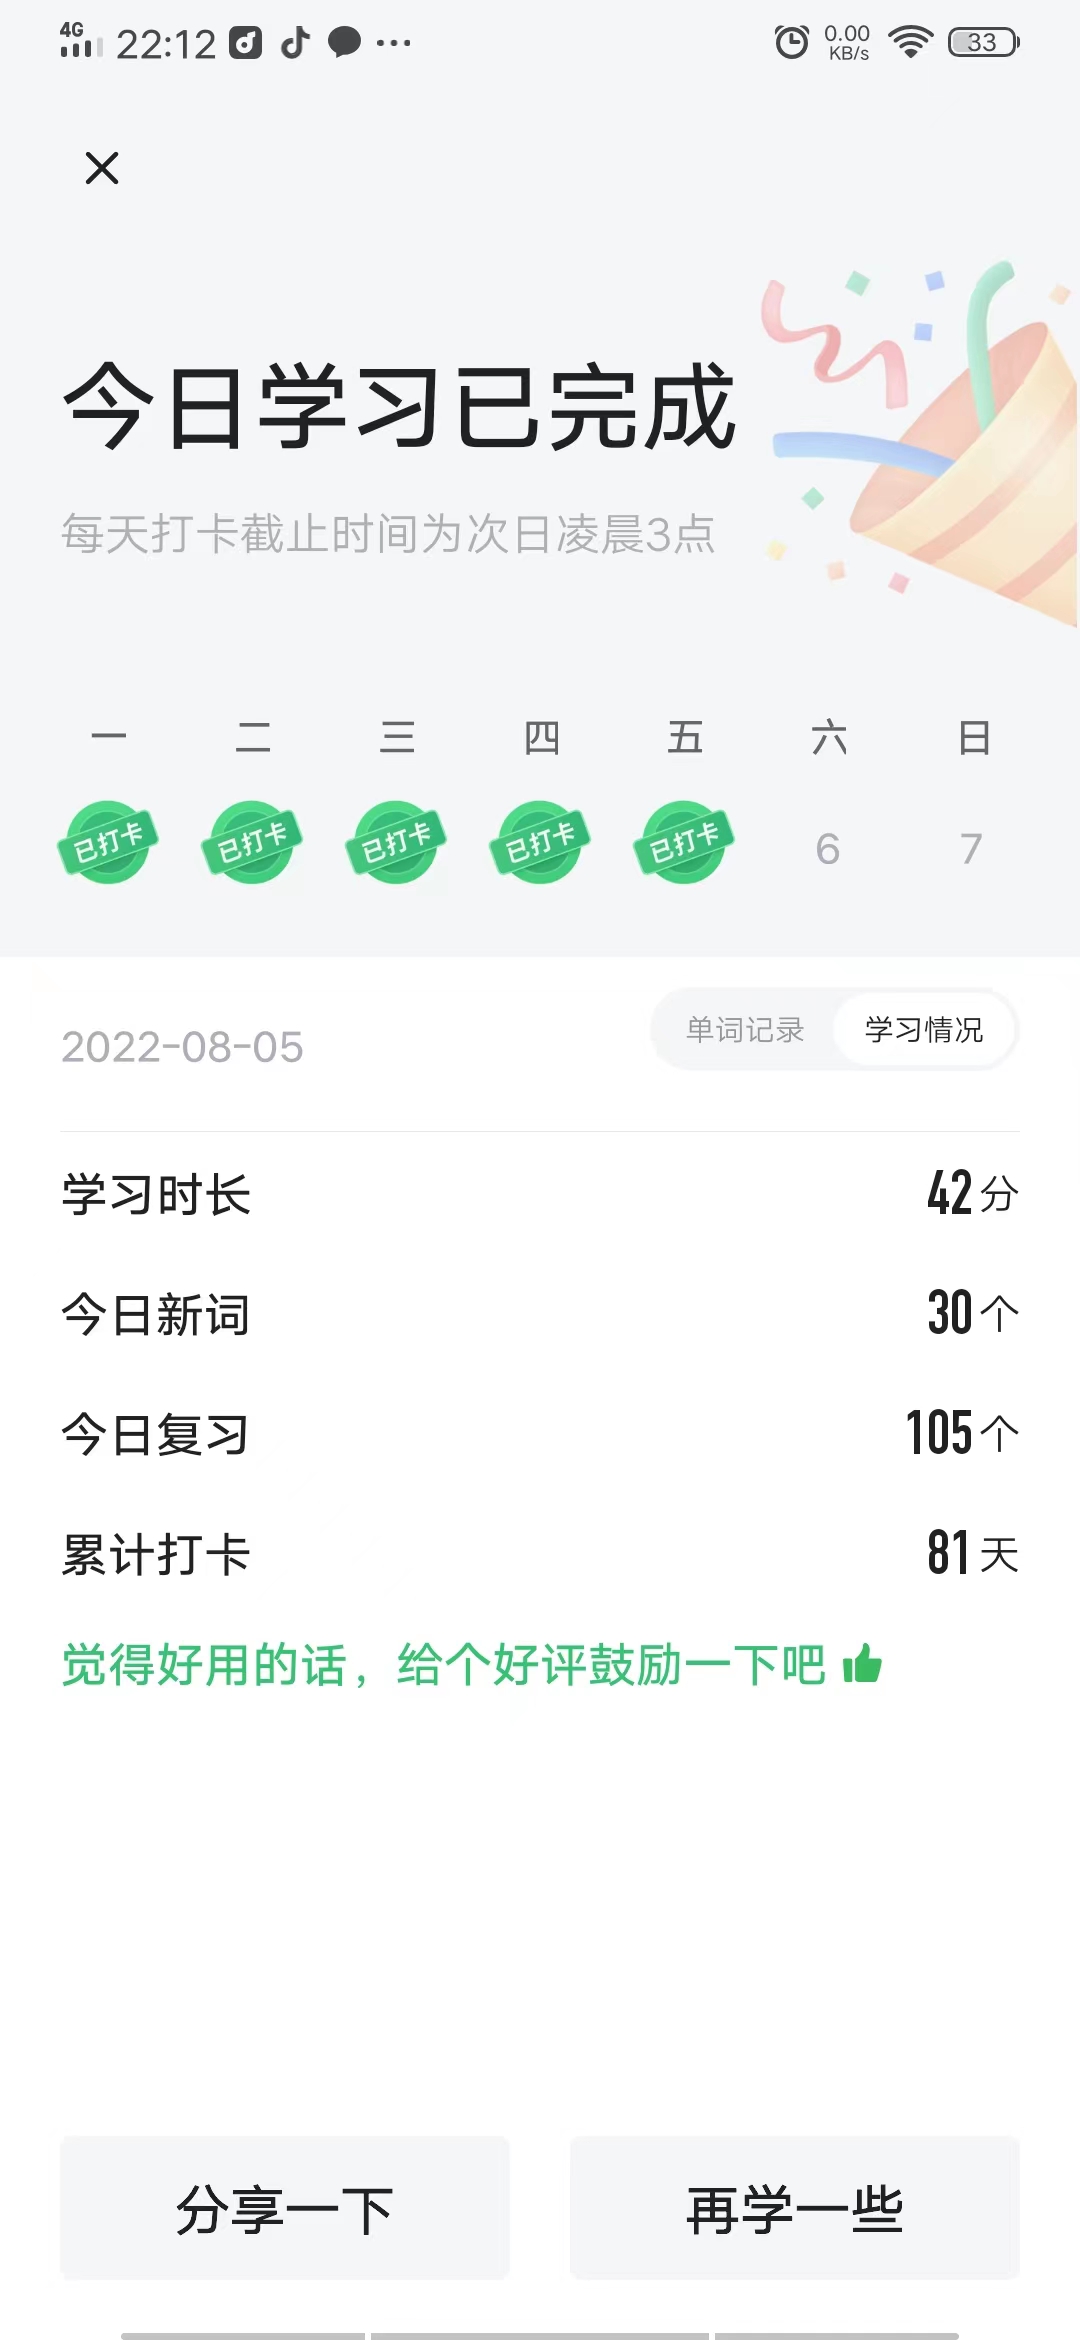 4G 22:12 0.00 KB/s 33
今日学习已完成
每天打卡截止时间为次日凌晨3点
一 二 三 四 五 六 日
已打卡 已打卡 已打卡 已打卡 已打卡 6 7
2022-08-05 单词记录 学习情况
学习时长 42分
今日新词 30个
今日复习 105个
累计打卡 81天
觉得好用的话，给个好评鼓励一下吧
分享一下 再学一些